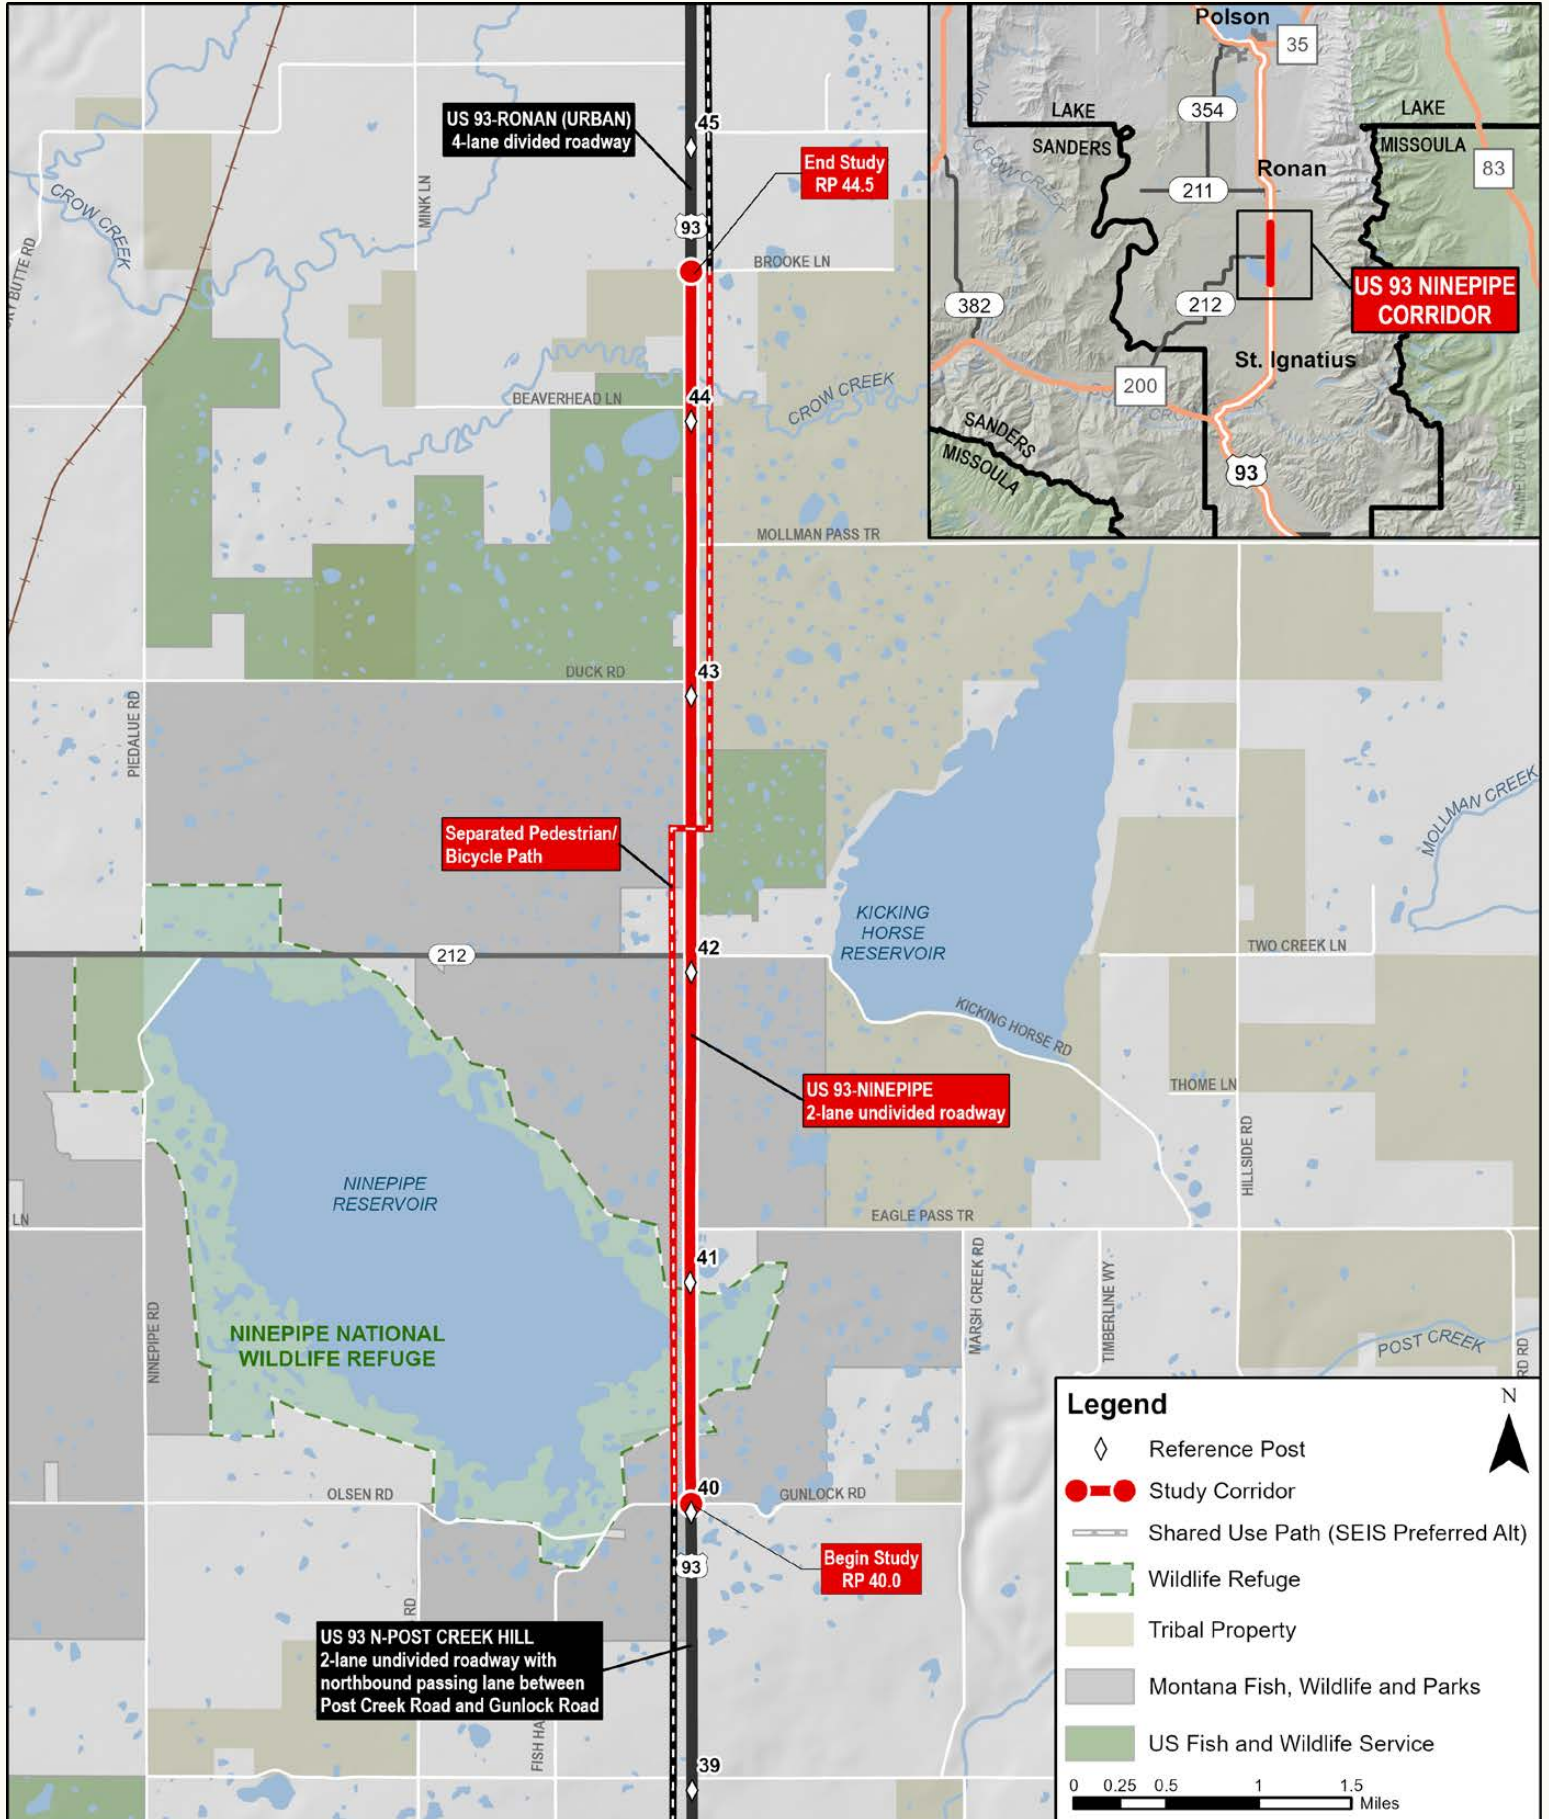 US 93-RONAN (URBAN)
4-lane divided roadway
45
End Study
RP 44.5
93
BROOKE LN
MINK LN
CROW CREEK
44
BEAVERHEAD LN
CROW CREEK
MOLLMAN PASS TR
43
DUCK RD
PIEDALUE RD
MOLLMAN CREEK
Separated Pedestrian/
Bicycle Path
KICKING
HORSE
RESERVOIR
42
212
TWO CREEK LN
KICKING HORSE RD
THOME LN
US 93-NINEPIPE
2-lane undivided roadway
HILLSIDE RD
NINEPIPE
RESERVOIR
LN
EAGLE PASS TR
41
MARSH CREEK RD
TIMBERLINE WY
NINEPIPE RD
NINEPIPE NATIONAL
WILDLIFE REFUGE
POST CREEK
RD RD
40
OLSEN RD
GUNLOCK RD
93
Begin Study
RP 40.0
RD
US 93 N-POST CREEK HILL
2-lane undivided roadway with
northbound passing lane between
Post Creek Road and Gunlock Road
FISH HA
39
Polson
35
354
LAKE
SANDERS
LAKE
MISSOULA
CROW CREEK
Ronan
83
211
US 93 NINEPIPE
CORRIDOR
382
212
St. Ignatius
200
SANDERS
MISSOULA
93
Legend
N
Reference Post
Study Corridor
Shared Use Path (SEIS Preferred Alt)
Wildlife Refuge
Tribal Property
Montana Fish, Wildlife and Parks
US Fish and Wildlife Service
0 0.25 0.5 1 1.5
Miles